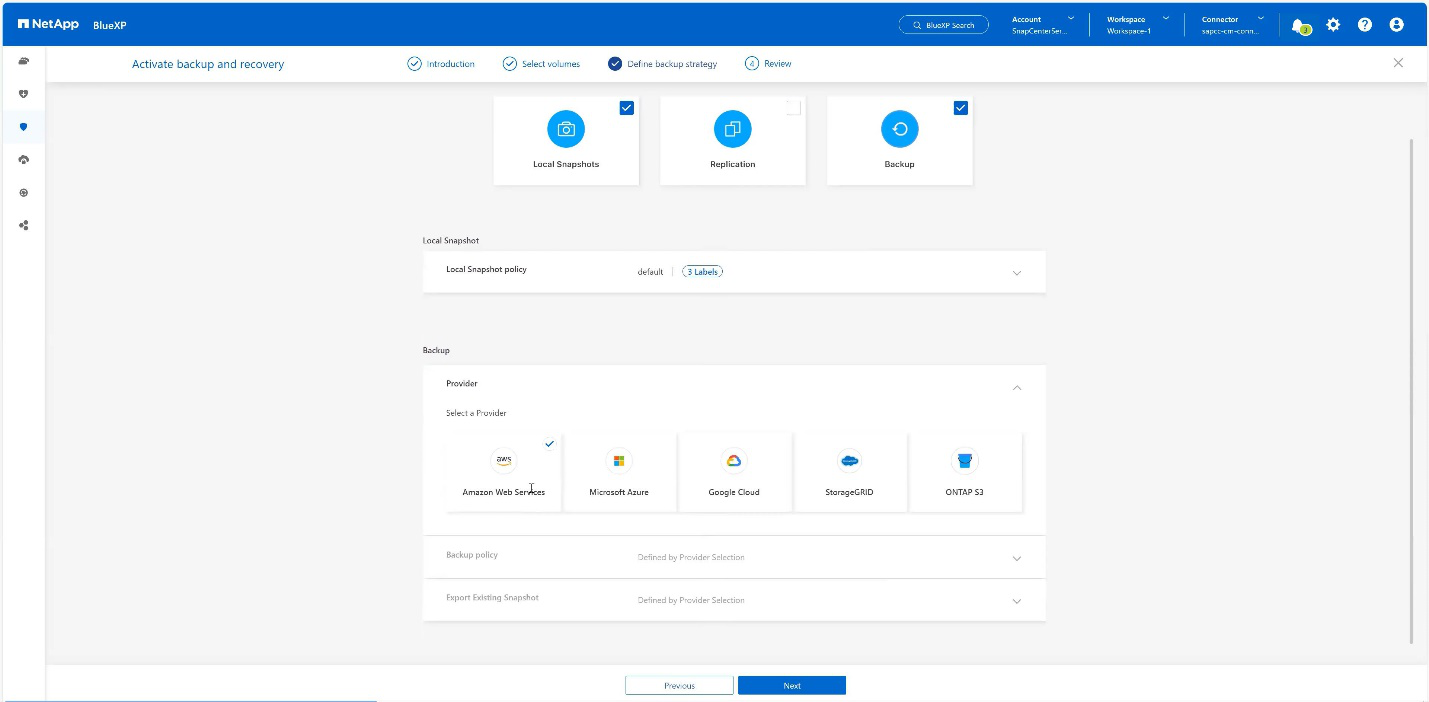 NetApp BlueXP
BlueXP Search
Account
SnapCenterSer...
Workspace
Workspace-1
Connector
sapcc-cm-conn...
3
Activate backup and recovery
Introduction
Select volumes
Define backup strategy
4 Review
Local Snapshots
Replication
Backup
Local Snapshot
Local Snapshot policy default 3 Labels
Backup
Provider
Select a Provider
aws
Amazon Web Services
Microsoft Azure
Google Cloud
StorageGRID
ONTAP S3
Backup policy Defined by Provider Selection
Export Existing Snapshot Defined by Provider Selection
Previous Next